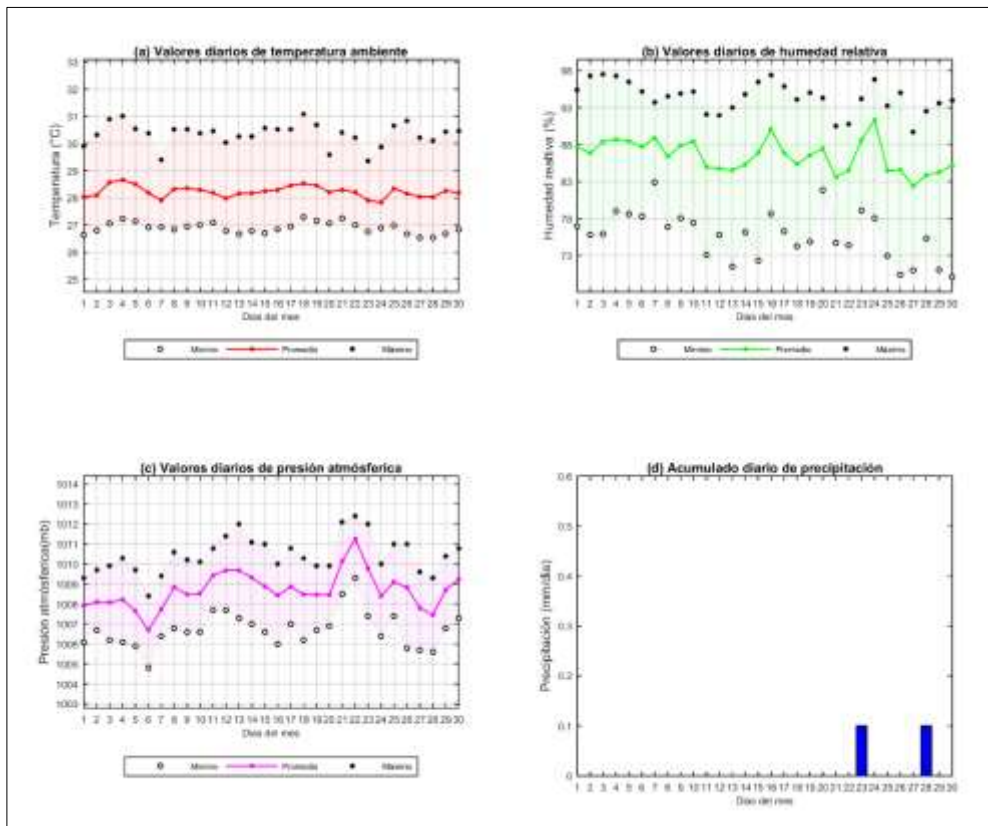 (a) Valores diarios de temperatura ambiente
33
32
31
30
29
28
27
26
25
Temperatura (°C)
1 2 3 4 5 6 7 8 9 10 11 12 13 14 15 16 17 18 19 20 21 22 23 24 25 26 27 28 29 30
Días del mes
Mínimo Promedio Máximo
(b) Valores diarios de humedad relativa
98
93
88
83
78
73
Humedad realtiva (%)
1 2 3 4 5 6 7 8 9 10 11 12 13 14 15 16 17 18 19 20 21 22 23 24 25 26 27 28 29 30
Días del mes
Mínimo Promedio Máximo
(c) Valores diarios de presión atmósferica
1014
1013
1012
1011
1010
1009
1008
1007
1006
1005
1004
1003
Presión atmósferica(mb)
1 2 3 4 5 6 7 8 9 10 11 12 13 14 15 16 17 18 19 20 21 22 23 24 25 26 27 28 29 30
Días del mes
Mínimo Promedio Máximo
(d) Acumulado diario de precipitación
0.6
0.5
0.4
0.3
0.2
0.1
0
Precipitación (mm/día)
1 2 3 4 5 6 7 8 9 10 11 12 13 14 15 16 17 18 19 20 21 22 23 24 25 26 27 28 29 30
Días del mes